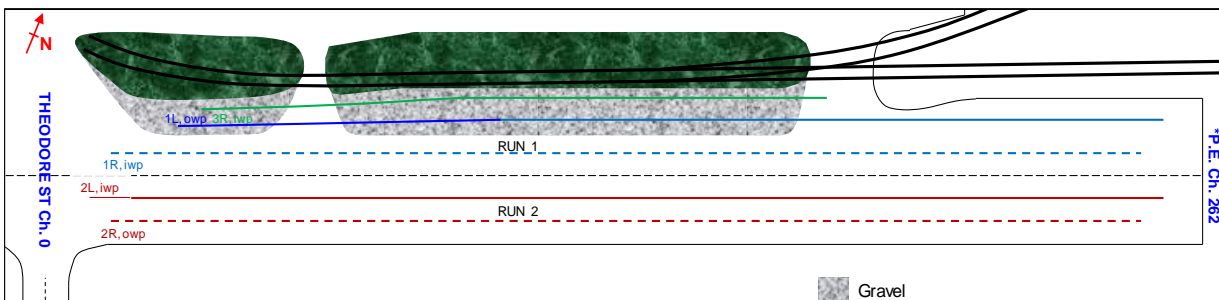 N
1L,owp 3R,iwp
RUN 1
1R,iwp
2L,iwp
RUN 2
2R,owp
THEODORE ST Ch. 0
*P.E. Ch. 262
Gravel